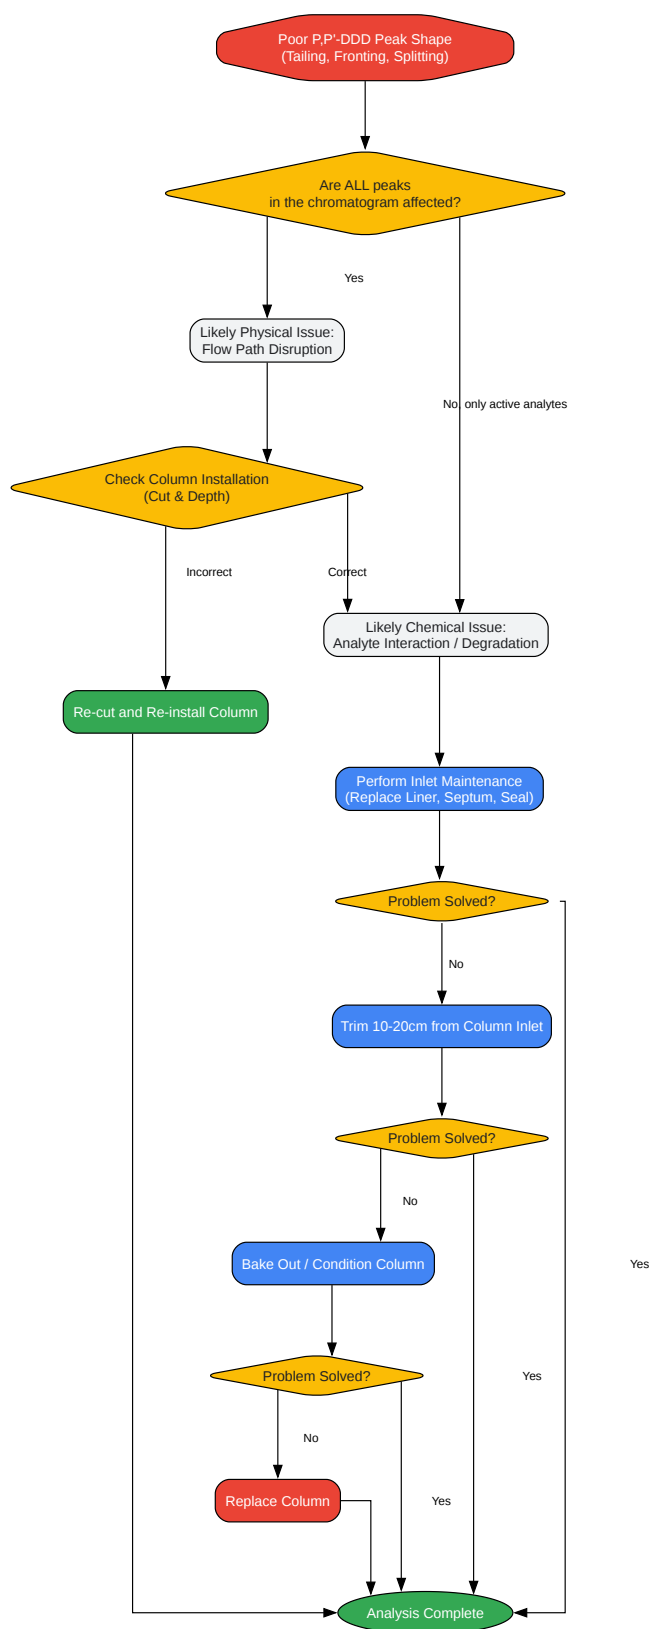 Poor P,P'-DDD Peak Shape
(Tailing, Fronting, Splitting)
Are ALL peaks
in the chromatogram affected?
Yes
Likely Physical Issue:
Flow Path Disruption
No, only active analytes
Check Column Installation
(Cut & Depth)
Incorrect
Correct
Likely Chemical Issue:
Analyte Interaction / Degradation
Re-cut and Re-install Column
Perform Inlet Maintenance
(Replace Liner, Septum, Seal)
Problem Solved?
No
Trim 10-20cm from Column Inlet
Problem Solved?
No
Bake Out / Condition Column
Yes
Problem Solved?
Yes
No
Replace Column
Yes
Analysis Complete